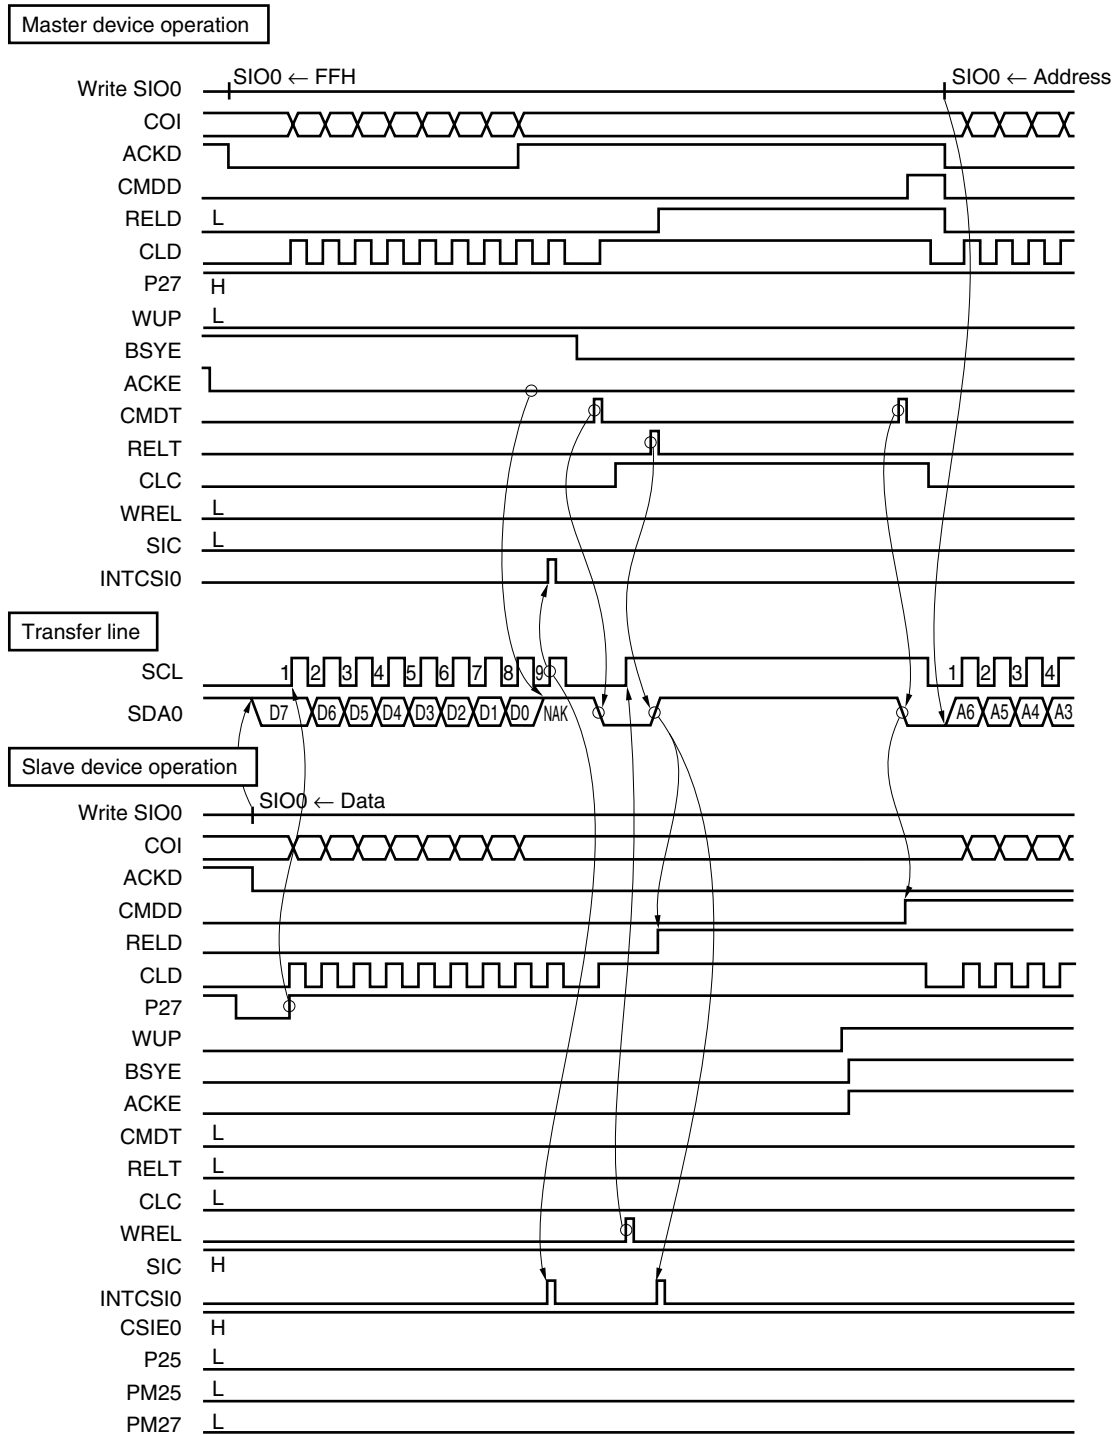 Master device operation
Write SIO0 SIO0 ← FFH SIO0 ← Address
COI
ACKD
CMDD
RELD L
CLD
P27 H
WUP L
BSYE
ACKE
CMDT
RELT
CLC
WREL L
SIC L
INTCSI0
Transfer line
SCL 1 2 3 4 5 6 7 8 9 1 2 3 4
SDA0 D7 D6 D5 D4 D3 D2 D1 D0 NAK A6 A5 A4 A3
Slave device operation
Write SIO0 SIO0 ← Data
COI
ACKD
CMDD
RELD
CLD
P27
WUP
BSYE
ACKE
CMDT L
RELT L
CLC L
WREL
SIC H
INTCSI0
CSIE0 H
P25 L
PM25 L
PM27 L